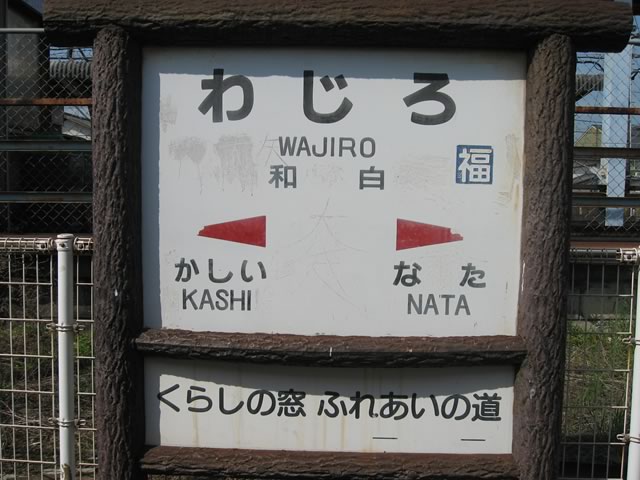 わじろ
WAJIRO
和白
福
かしい なた
KASHI NATA
くらしの窓 ふれあいの道